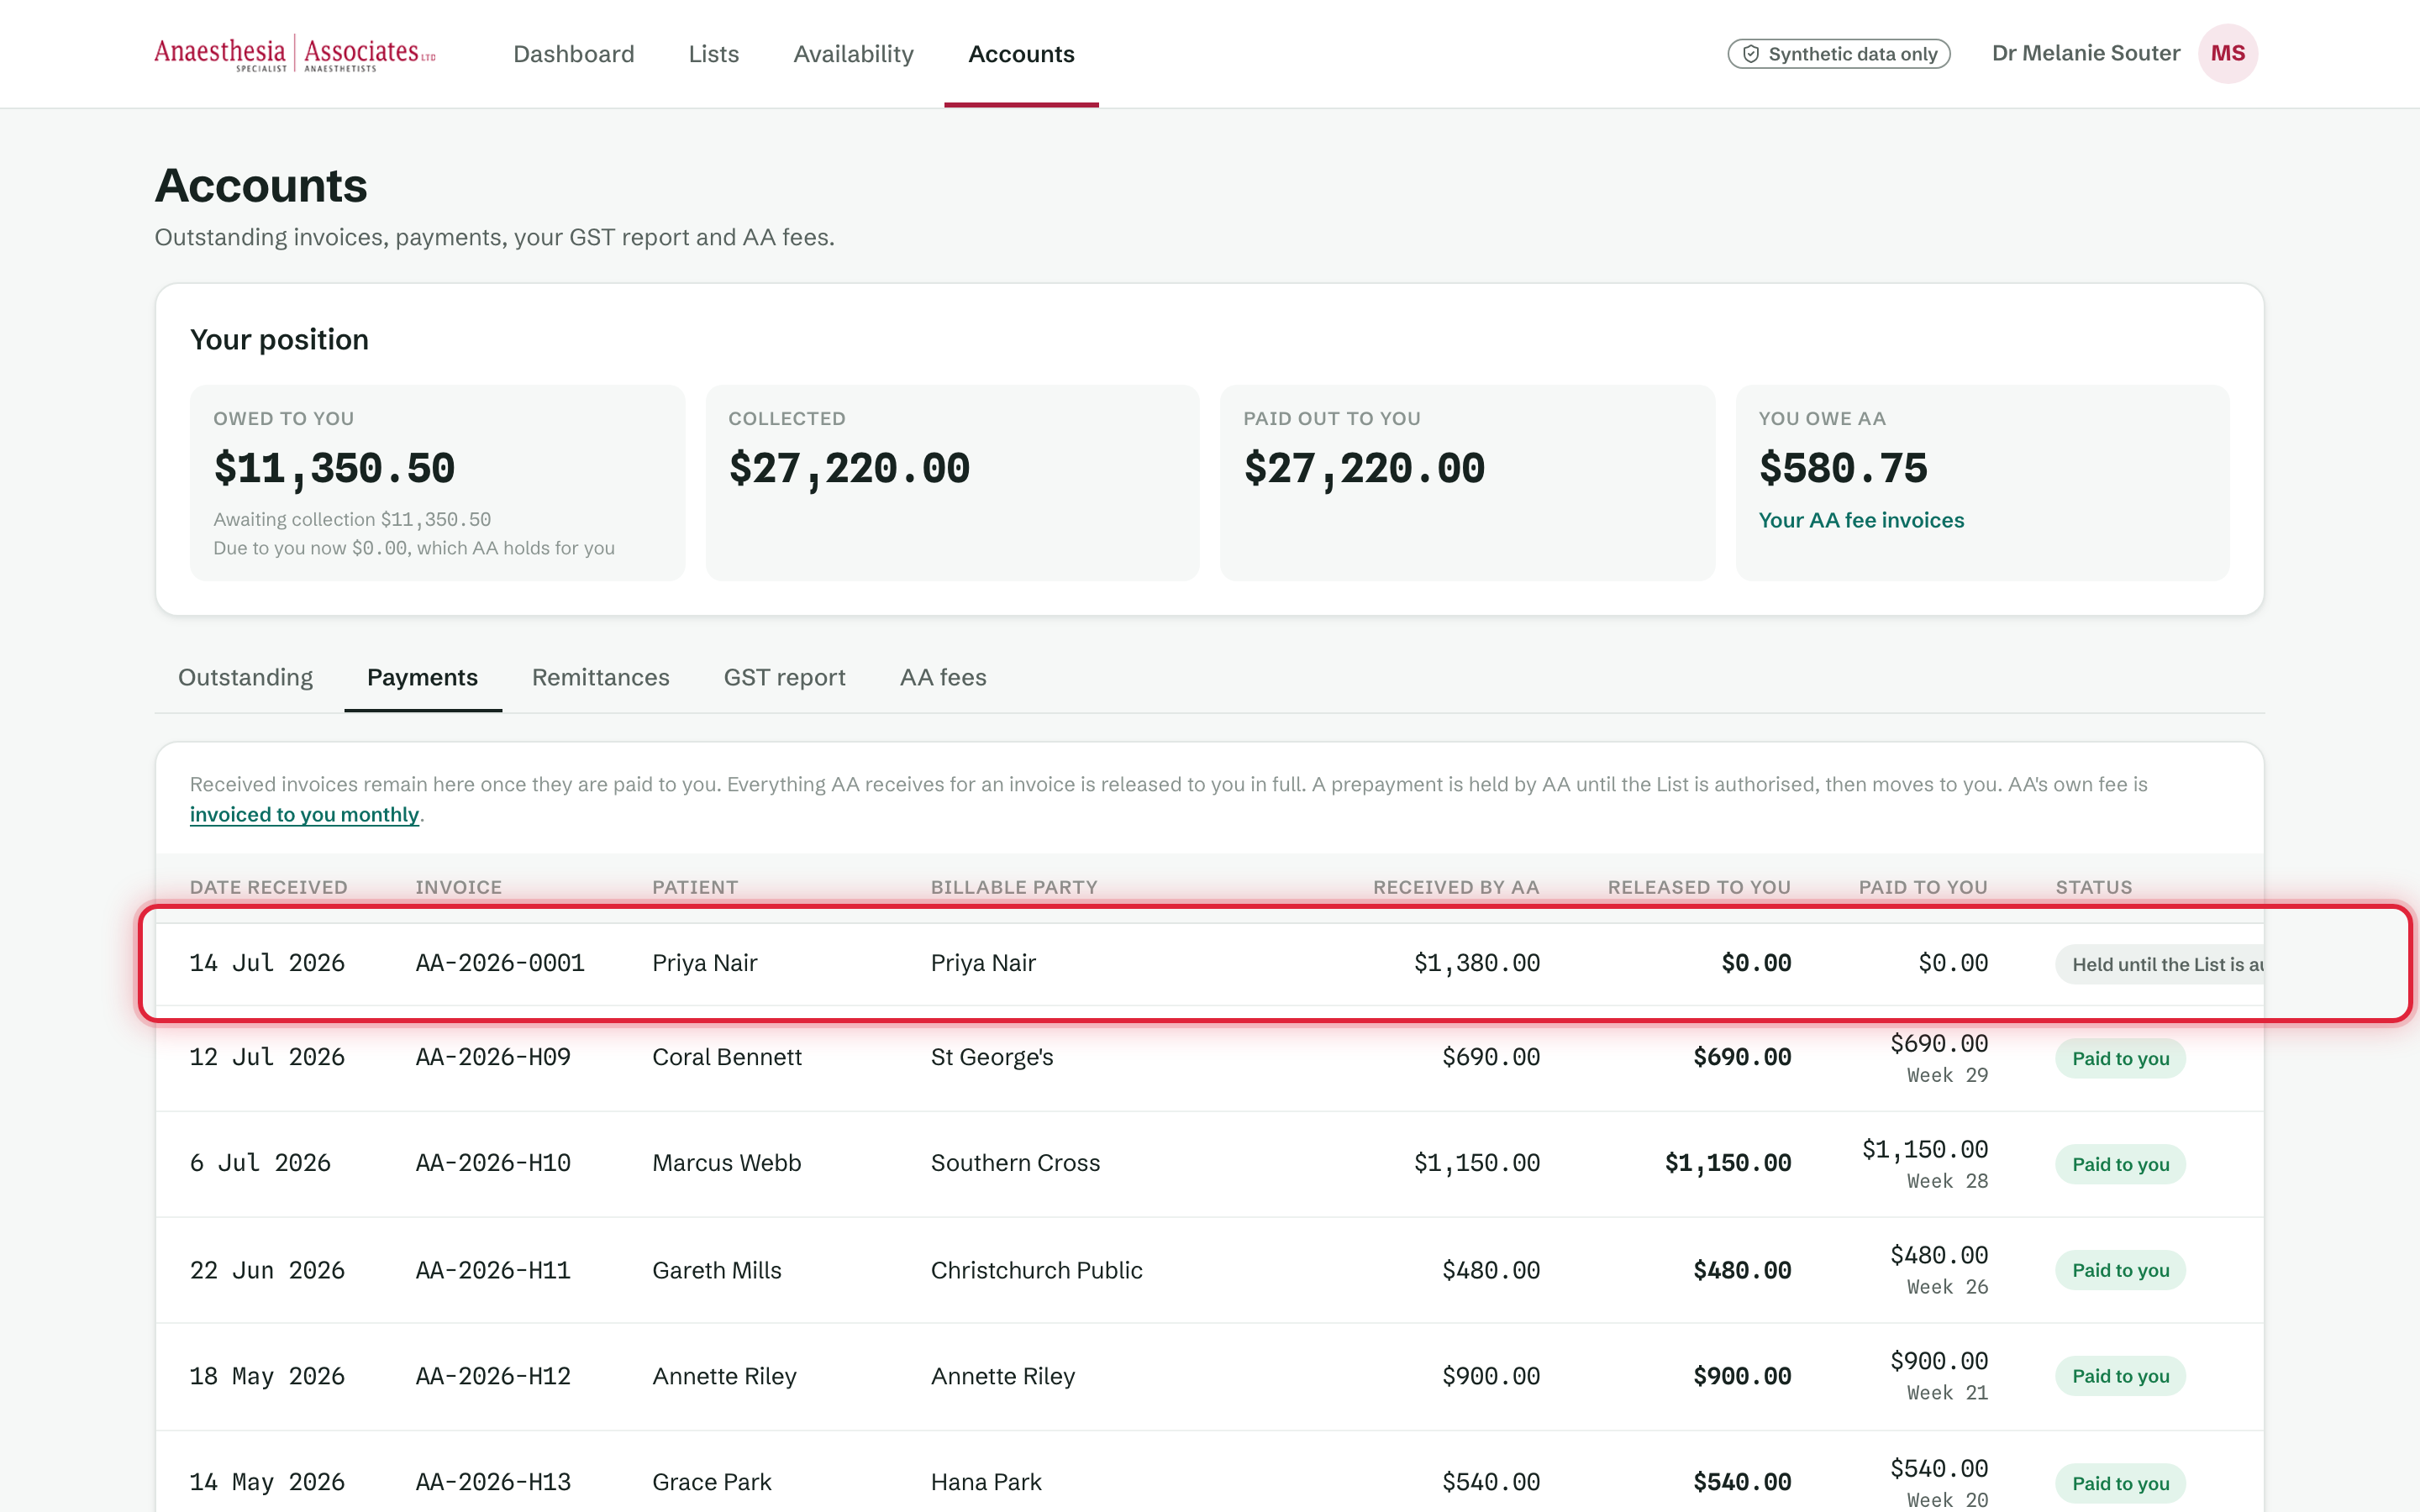 Anaesthesia Associates LTD
SPECIALIST ANAESTHETISTS
Dashboard
Lists
Availability
Accounts
Synthetic data only
Dr Melanie Souter
MS
Accounts
Outstanding invoices, payments, your GST report and AA fees.
Your position
OWED TO YOU
$11,350.50
Awaiting collection $11,350.50
Due to you now $0.00, which AA holds for you
COLLECTED
$27,220.00
PAID OUT TO YOU
$27,220.00
YOU OWE AA
$580.75
Your AA fee invoices
Outstanding
Payments
Remittances
GST report
AA fees
Received invoices remain here once they are paid to you. Everything AA receives for an invoice is released to you in full. A prepayment is held by AA until the List is authorised, then moves to you. AA's own fee is
invoiced to you monthly.
DATE RECEIVED INVOICE PATIENT BILLABLE PARTY RECEIVED BY AA RELEASED TO YOU PAID TO YOU STATUS
14 Jul 2026 AA-2026-0001 Priya Nair Priya Nair $1,380.00 $0.00 $0.00 Held until the List is
12 Jul 2026 AA-2026-H09 Coral Bennett St George's $690.00 $690.00 $690.00 Paid to you
Week 29
6 Jul 2026 AA-2026-H10 Marcus Webb Southern Cross $1,150.00 $1,150.00 $1,150.00 Paid to you
Week 28
22 Jun 2026 AA-2026-H11 Gareth Mills Christchurch Public $480.00 $480.00 $480.00 Paid to you
Week 26
18 May 2026 AA-2026-H12 Annette Riley Annette Riley $900.00 $900.00 $900.00 Paid to you
Week 21
14 May 2026 AA-2026-H13 Grace Park Hana Park $540.00 $540.00 $540.00 Paid to you
Week 20